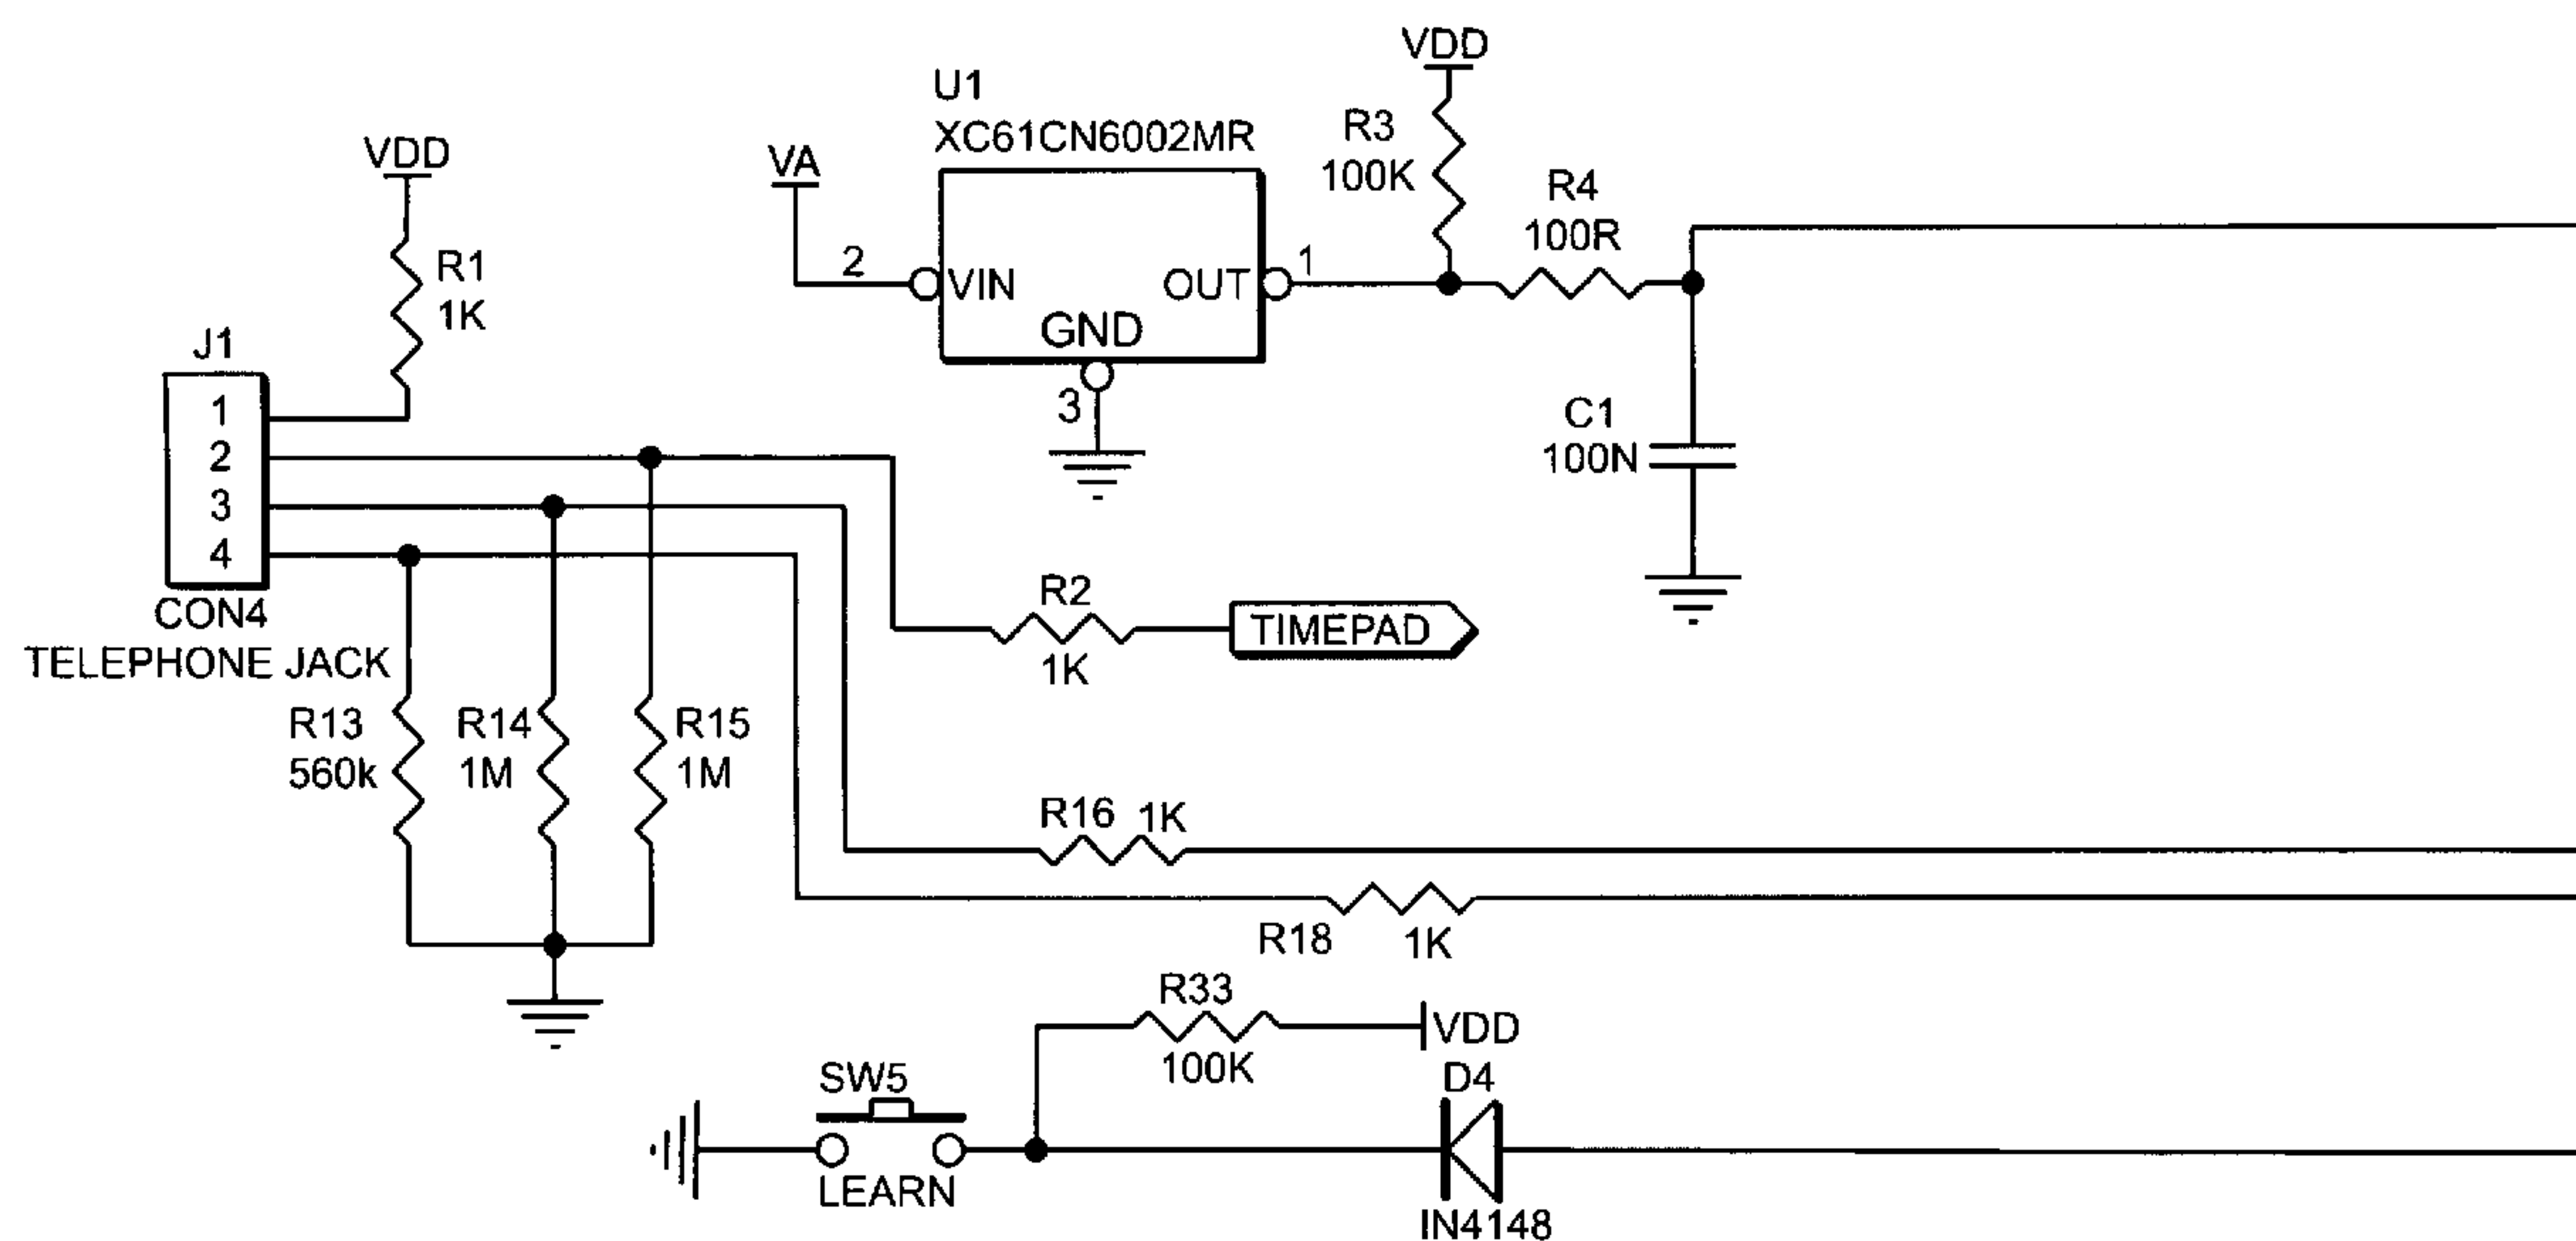 VDD
R1
1K
J1
1
2
3
4
CON4
TELEPHONE JACK
R13
560k
R14
1M
R15
1M
VA
2
U1
XC61CN6002MR
VIN
OUT
GND
1
3
VDD
R3
100K
R4
100R
C1
100N
R2
1K
TIMEPAD
R16 1K
R18 1K
R33
100K
VDD
SW5
LEARN
D4
IN4148